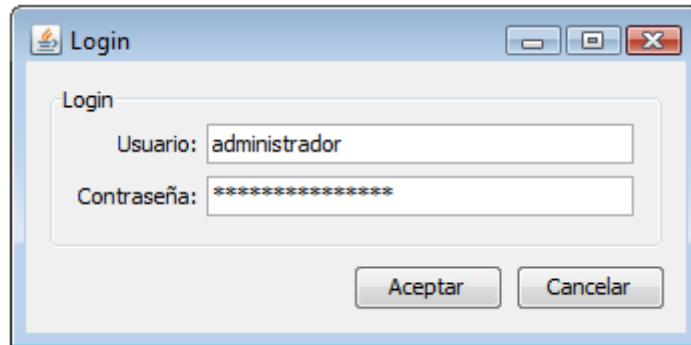 Login
Login
Usuario: administrador
Contraseña: ***************
Aceptar Cancelar